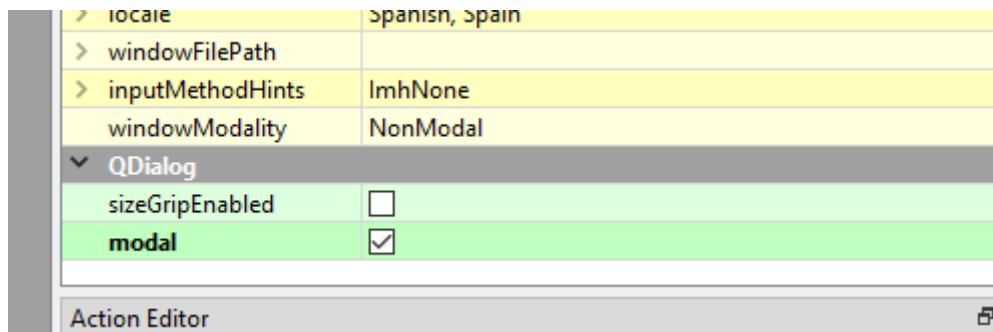 locale Spanish, Spain
windowFilePath
inputMethodHints ImhNone
windowModality NonModal
QDialog
sizeGripEnabled
modal
Action Editor